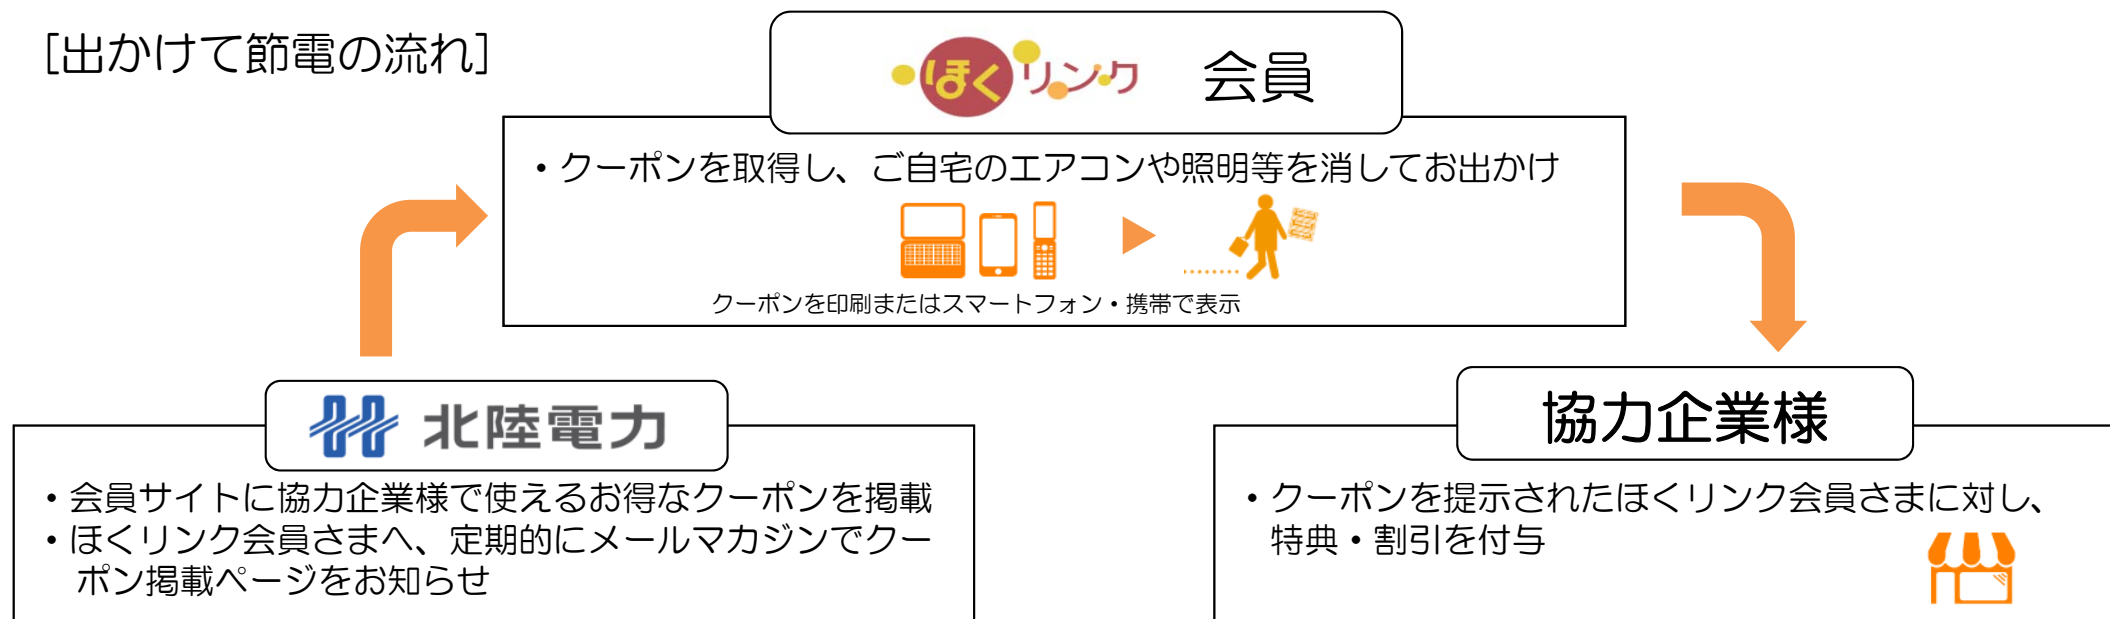 [出かけて節電の流れ]
ほくリンク 会員
・クーポンを取得し、ご自宅のエアコンや照明等を消してお出かけ
クーポンを印刷またはスマートフォン・携帯で表示
北陸電力
・会員サイトに協力企業様で使えるお得なクーポンを掲載
・ほくリンク会員さまへ、定期的にメールマカジンでクー
ポン掲載ページをお知らせ
協力企業様
・クーポンを提示されたほくリンク会員さまに対し、
特典・割引を付与